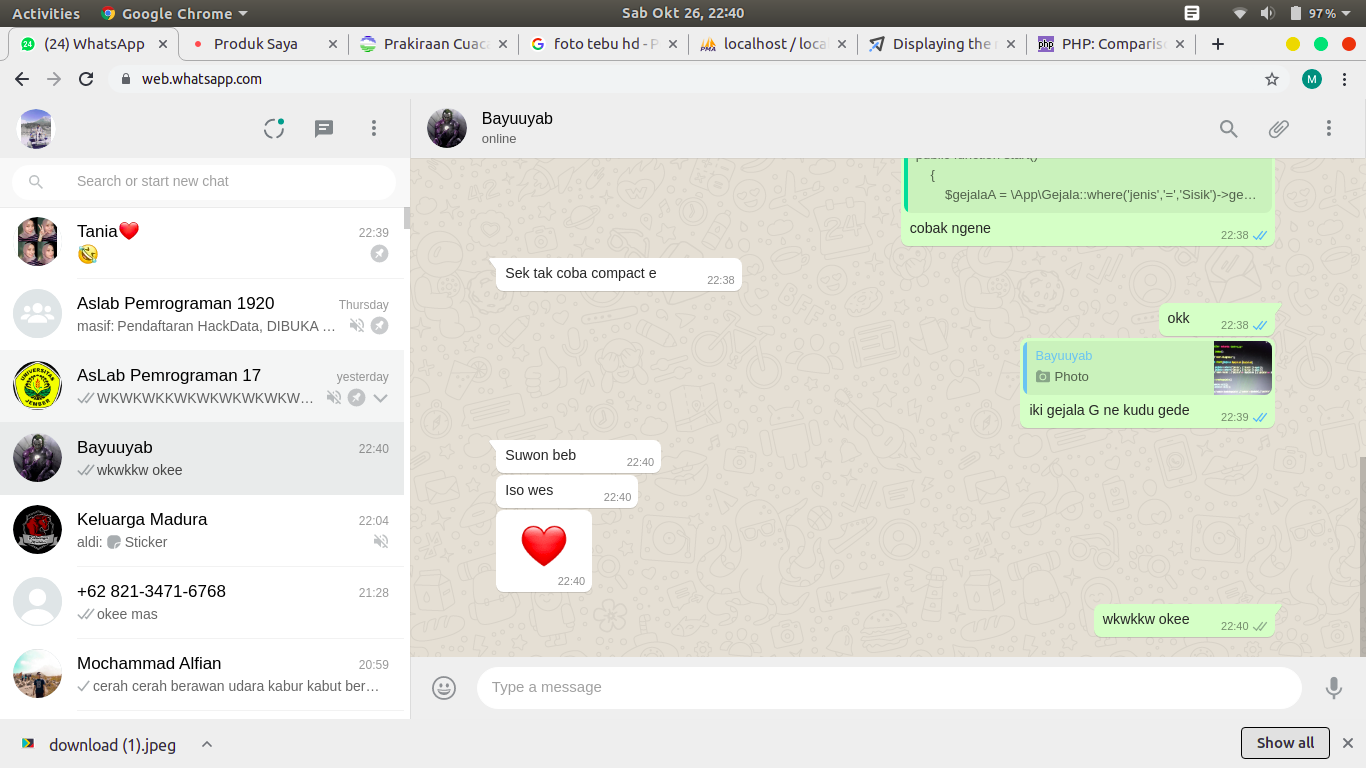 Activities
Google Chrome
Sab Okt 26, 22:40
97%
(24) WhatsApp
Produk Saya
Prakiraan Cuaca
foto tebu hd - P
localhost / local
Displaying the
PHP: Comparis
web.whatsapp.com
M
Search or start new chat
Tania❤️
22:39
🤣
Aslab Pemrograman 1920
Thursday
masif: Pendaftaran HackData, DIBUKA ...
AsLab Pemrograman 17
yesterday
WKWKWKKWKWKWKWKWKW...
Bayuuyab
22:40
wkwkkw okee
Keluarga Madura
22:04
aldi: Sticker
+62 821-3471-6768
21:28
okee mas
Mochammad Alfian
20:59
cerah cerah berawan udara kabur kabut ber...
Bayuuyab
online
public function start()
{
$gejalaA = \App\Gejala::where('jenis','=','Sisik')->ge...
cobak ngene
22:38
Sek tak coba compact e
22:38
okk
22:38
Bayuuyab
Photo
iki gejala G ne kudu gede
22:39
Suwon beb
22:40
Iso wes
22:40
❤️
22:40
wkwkkw okee
22:40
Type a message
download (1).jpeg
Show all